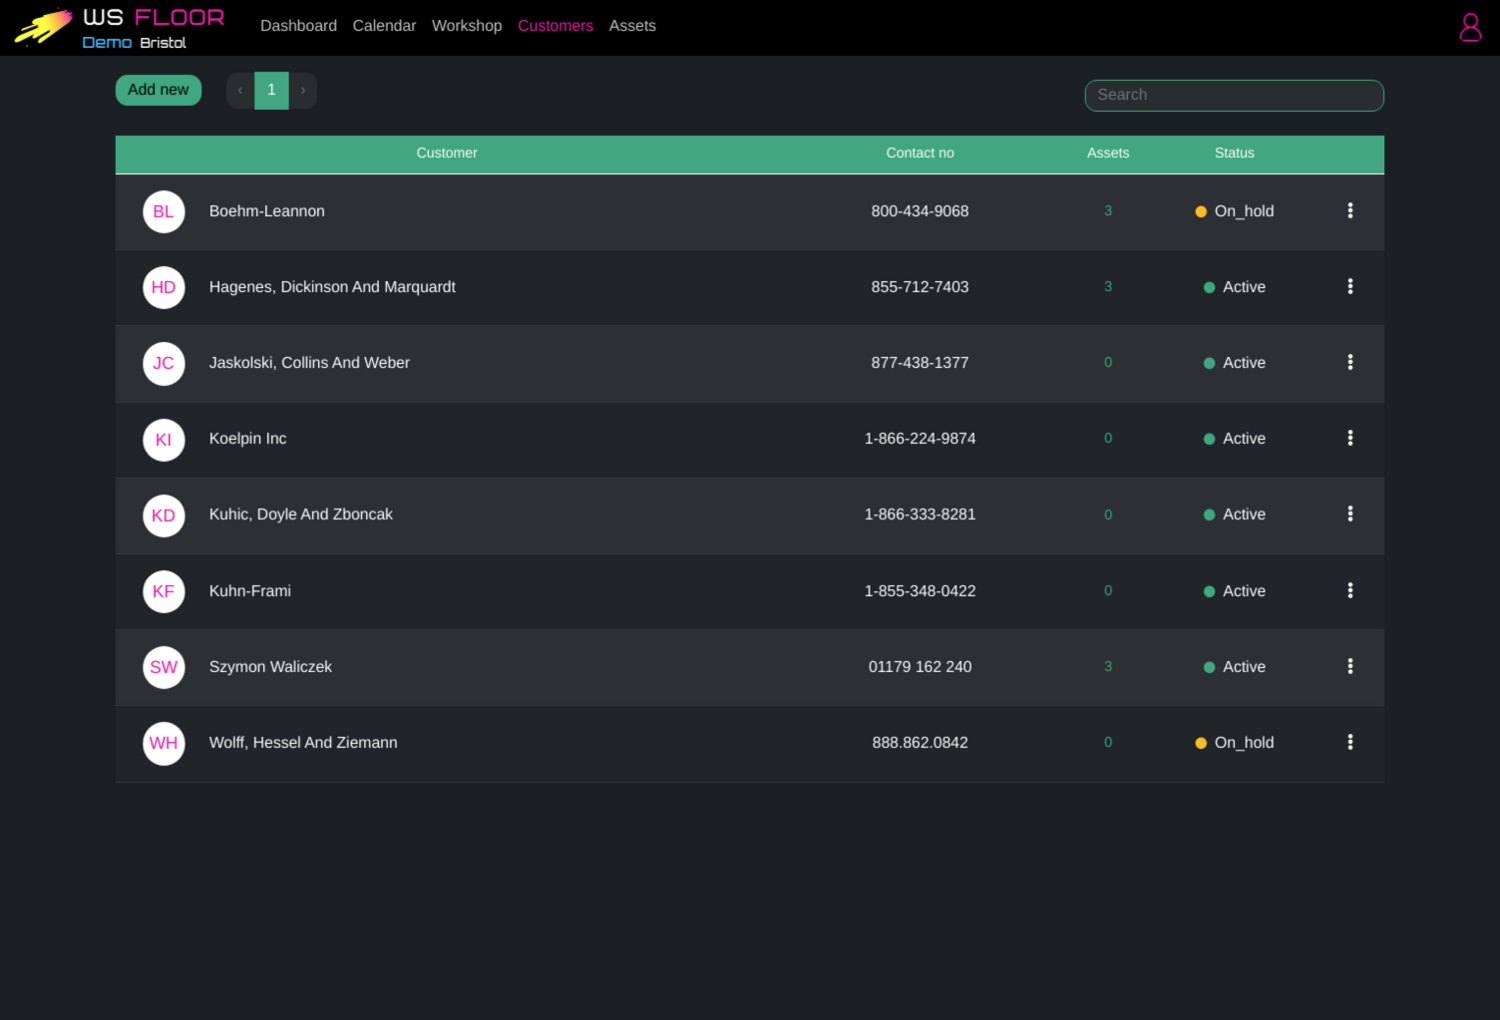 WS FLOOR
Demo Bristol
Dashboard Calendar Workshop Customers Assets
Add new ‹ 1 › Search
Customer Contact no Assets Status
BL Boehm-Leannon 800-434-9068 3 On_hold
HD Hagenes, Dickinson And Marquardt 855-712-7403 3 Active
JC Jaskolski, Collins And Weber 877-438-1377 0 Active
KI Koelpin Inc 1-866-224-9874 0 Active
KD Kuhic, Doyle And Zboncak 1-866-333-8281 0 Active
KF Kuhn-Frami 1-855-348-0422 0 Active
SW Szymon Waliczek 01179 162 240 3 Active
WH Wolff, Hessel And Ziemann 888.862.0842 0 On_hold